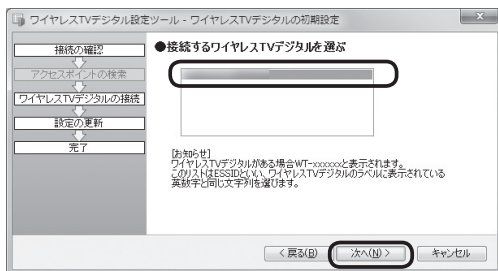 ワイヤレスTVデジタル設定ツール - ワイヤレスTVデジタルの初期設定
接続の確認
アクセスポイントの検索
ワイヤレスTVデジタルの接続
設定の更新
完了
●接続するワイヤレスTVデジタルを選ぶ
[お知らせ]
ワイヤレスTVデジタルがある場合WT-xxxxxxと表示されます。
このリストはESSIDといい、ワイヤレスTVデジタルのラベルに表示されている
英数字と同じ文字列を選びます。
< 戻る(B)
次へ(N) >
キャンセル